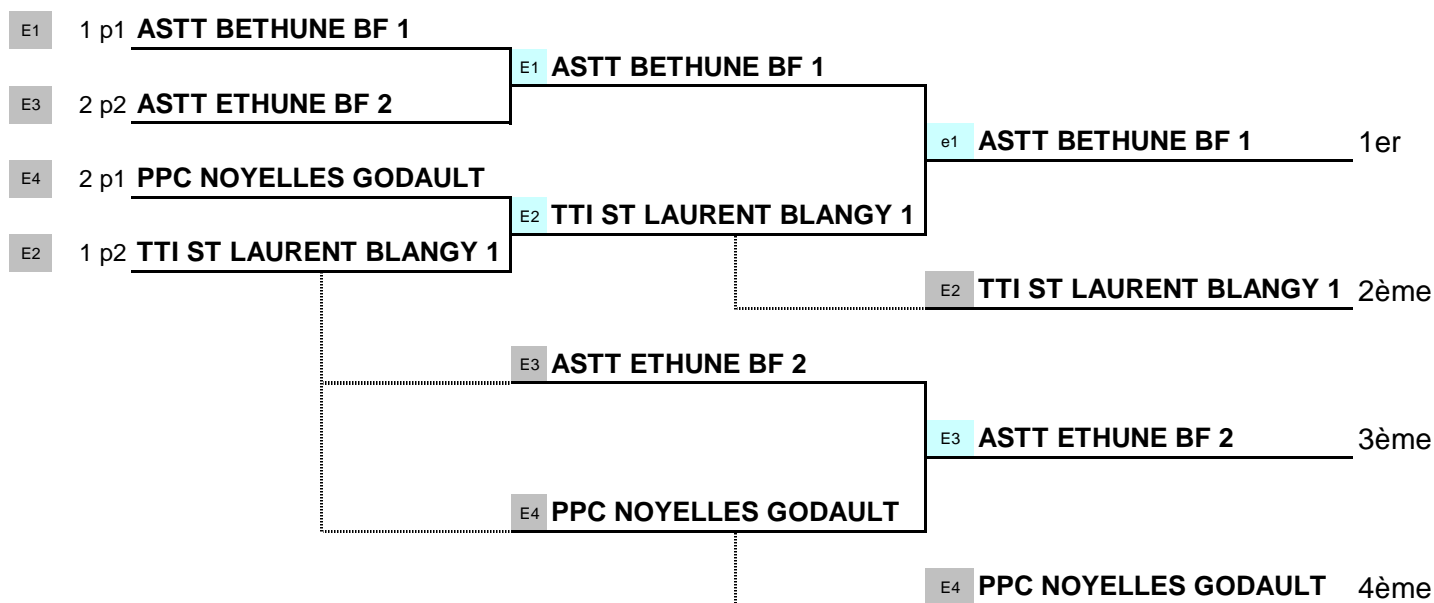 E1 1 p1 ASTT BETHUNE BF 1
E1 ASTT BETHUNE BF 1
E3 2 p2 ASTT ETHUNE BF 2
e1 ASTT BETHUNE BF 1 1er
E4 2 p1 PPC NOYELLES GODAULT
E2 TTI ST LAURENT BLANGY 1
E2 1 p2 TTI ST LAURENT BLANGY 1
E2 TTI ST LAURENT BLANGY 1 2ème
E3 ASTT ETHUNE BF 2
E3 ASTT ETHUNE BF 2 3ème
E4 PPC NOYELLES GODAULT
E4 PPC NOYELLES GODAULT 4ème